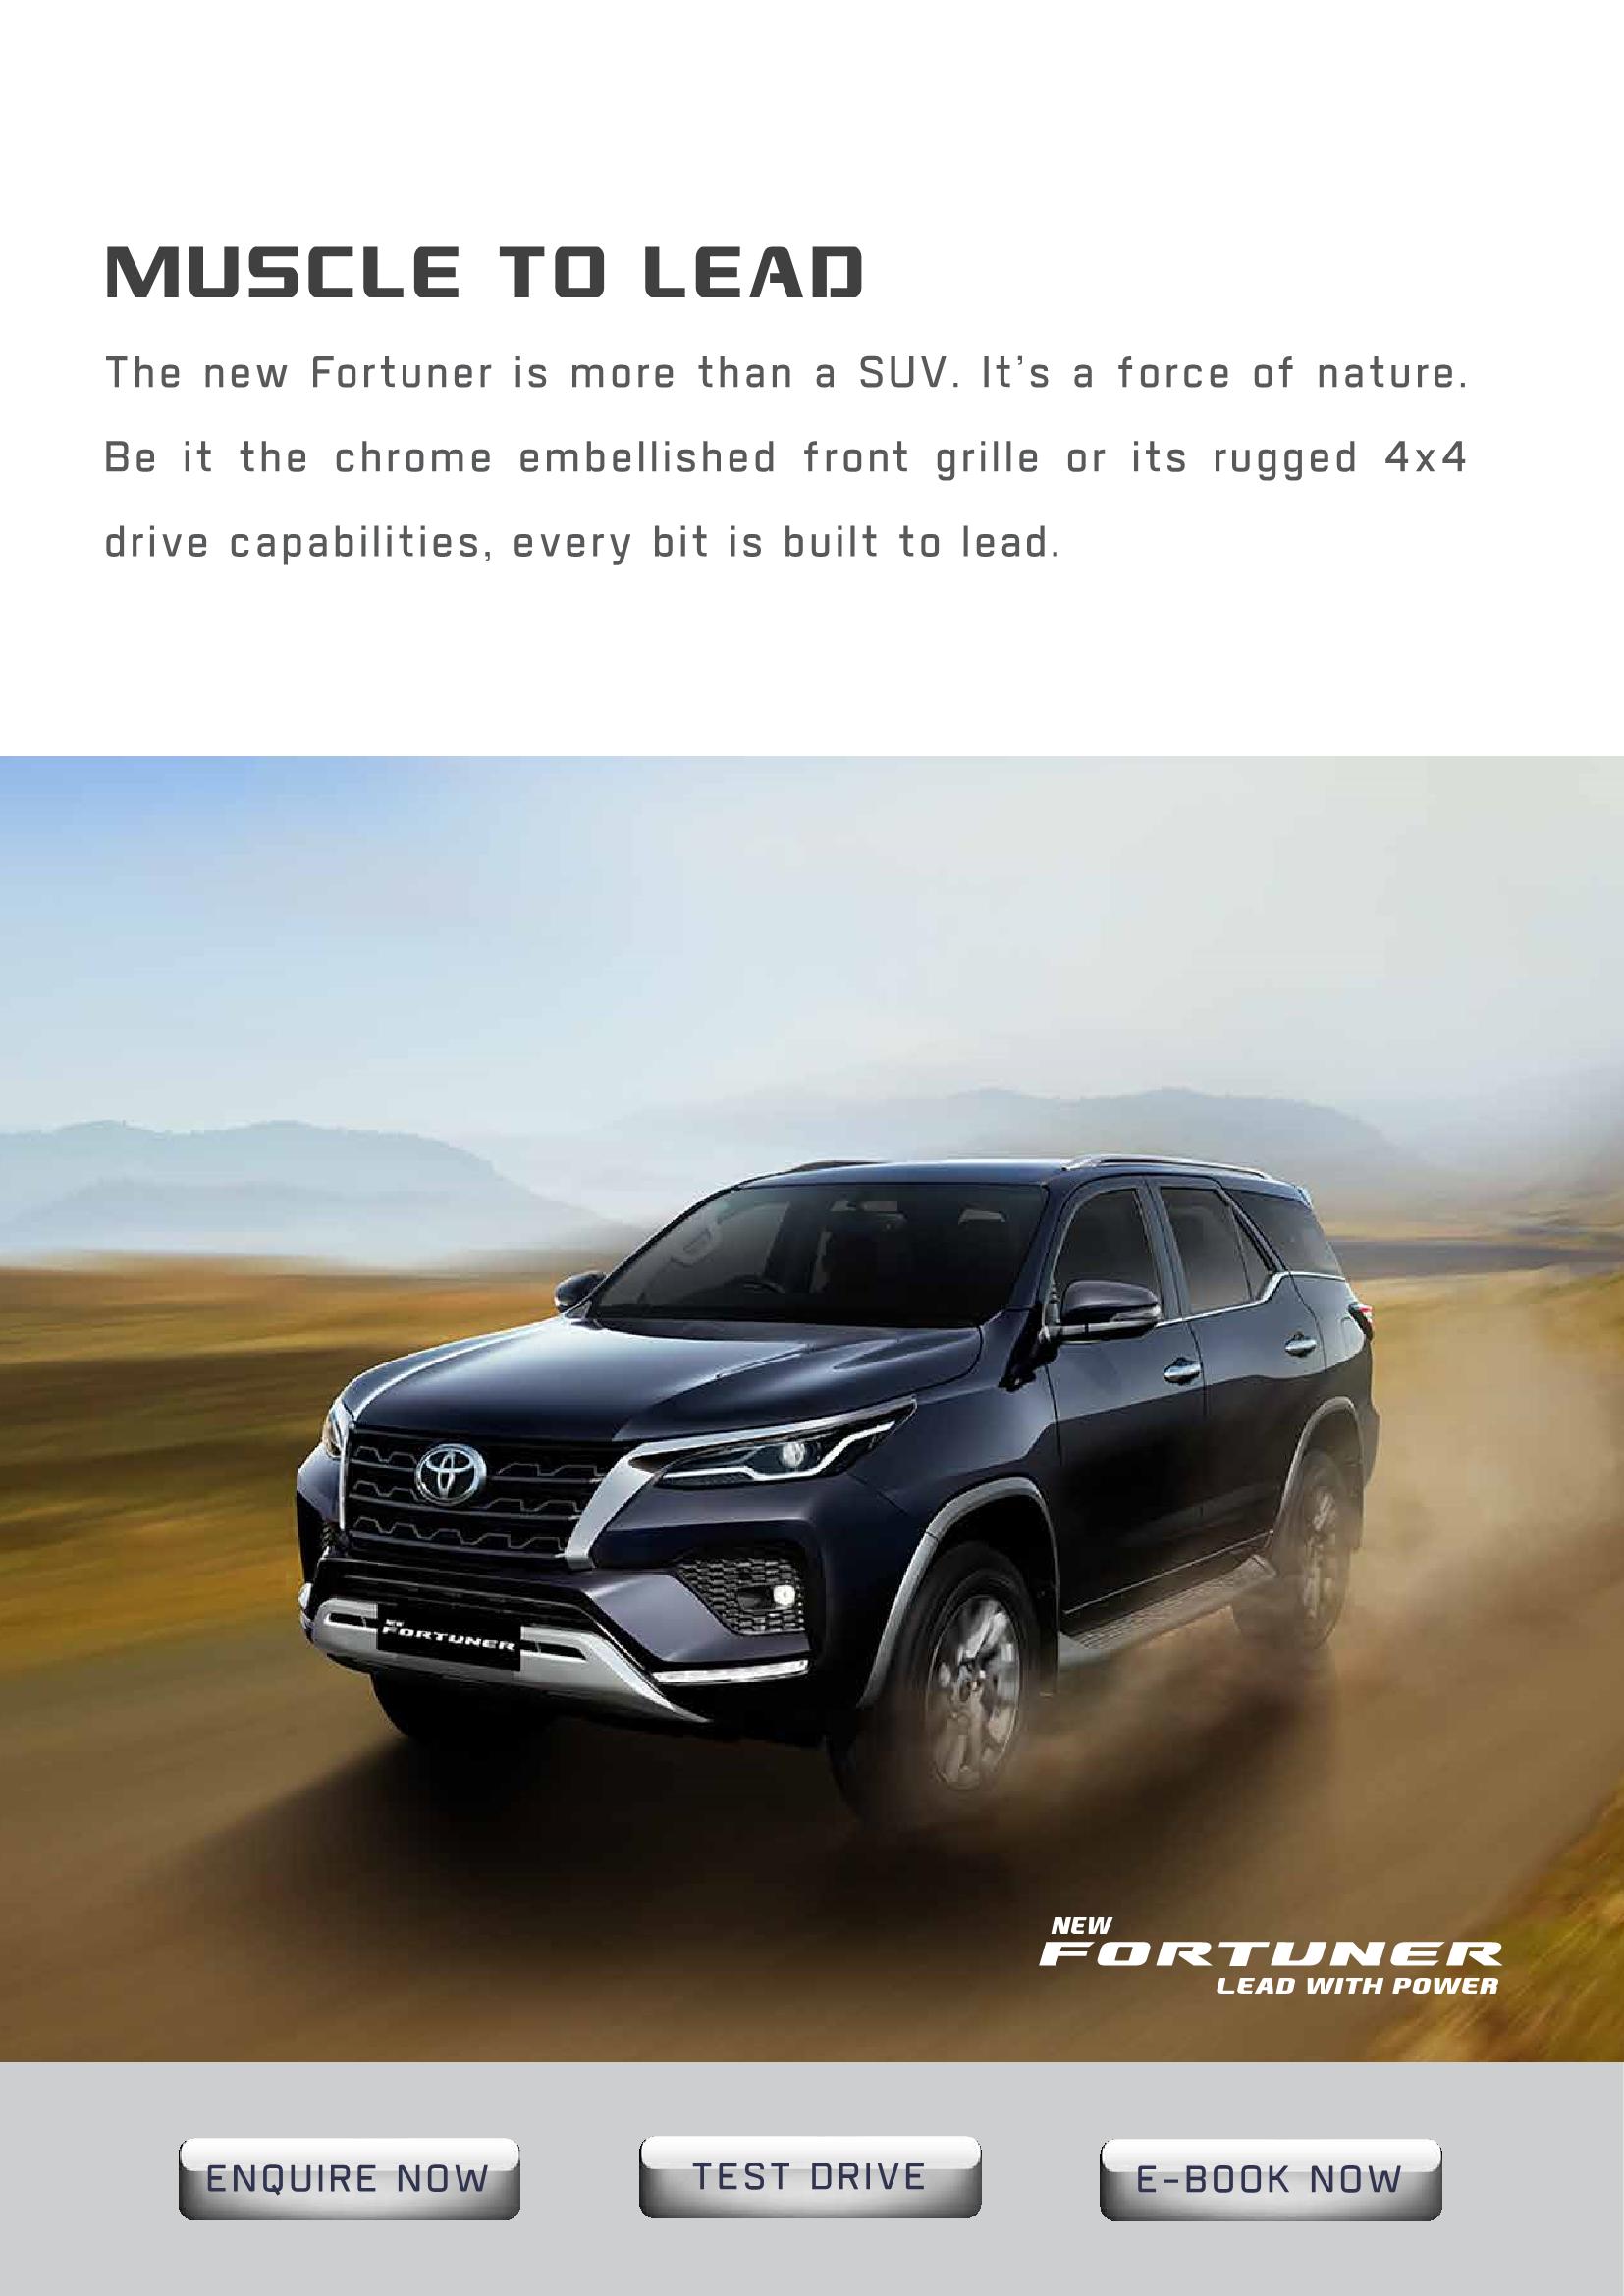 MUSCLE TO LEAD
The new Fortuner is more than a SUV. It’s a force of nature.
Be it the chrome embellished front grille or its rugged 4x4
drive capabilities, every bit is built to lead.
NEW
FORTUNER
NEW
FORTUNER
LEAD WITH POWER
ENQUIRE NOW
TEST DRIVE
E-BOOK NOW